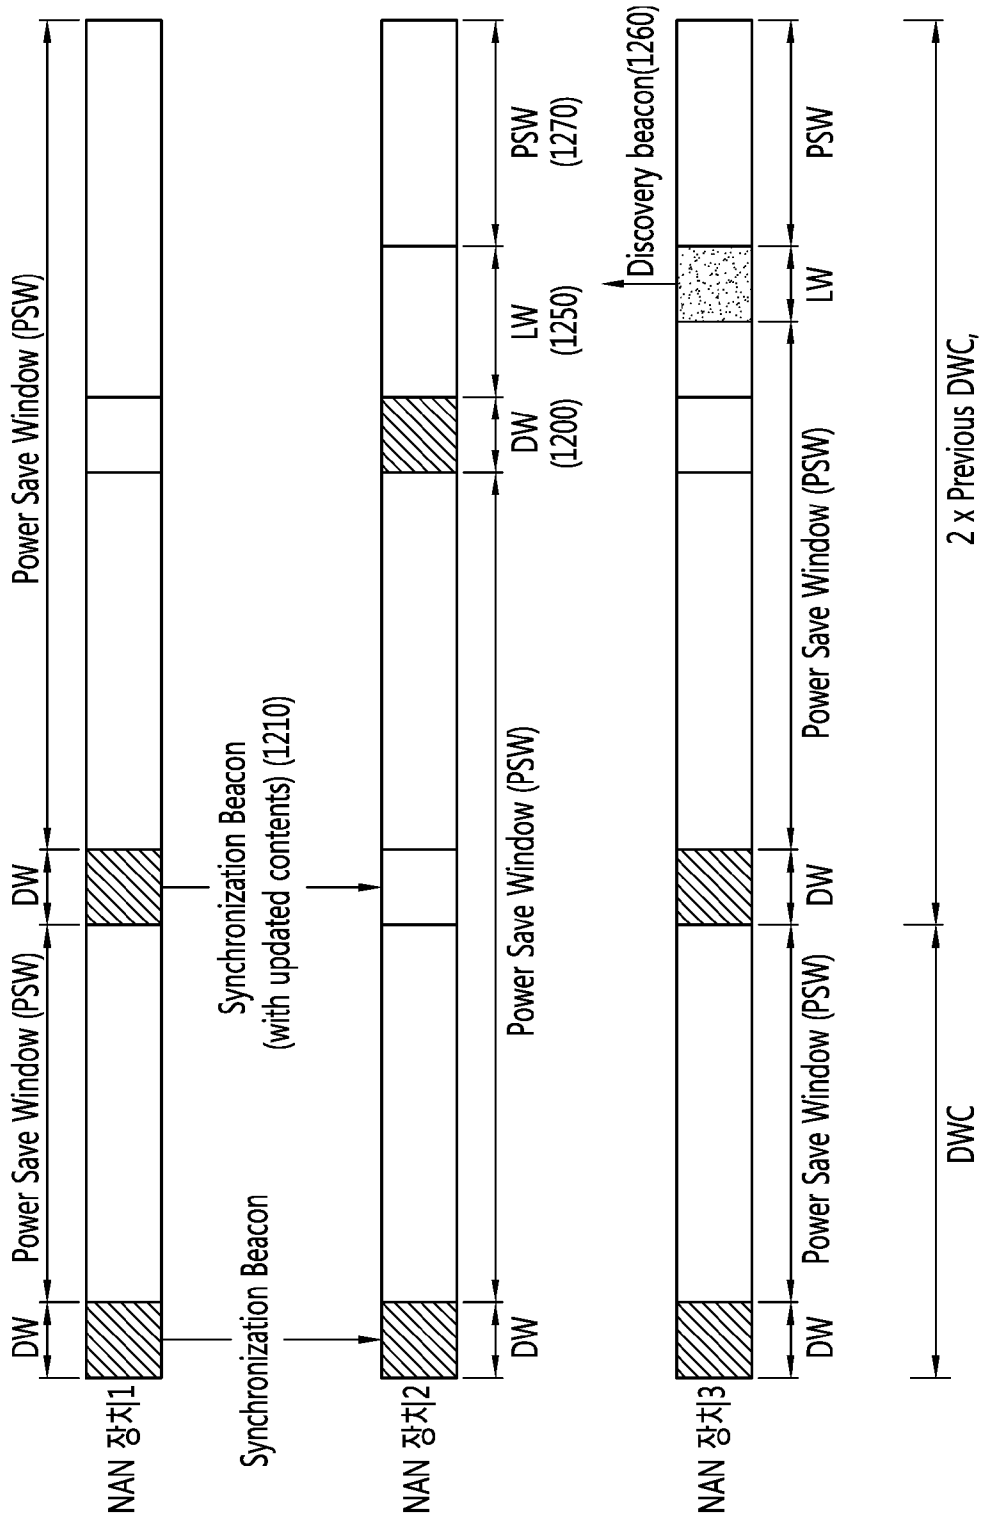 DW
Power Save Window (PSW)
DW
Power Save Window (PSW)
NAN 장치1
Synchronization Beacon
Synchronization Beacon
(with updated contents) (1210)
NAN 장치2
DW
Power Save Window (PSW)
DW
(1200)
LW
(1250)
PSW
(1270)
Discovery beacon(1260)
NAN 장치3
DW
Power Save Window (PSW)
DW
Power Save Window (PSW)
LW
PSW
DWC
2 x Previous DWC,